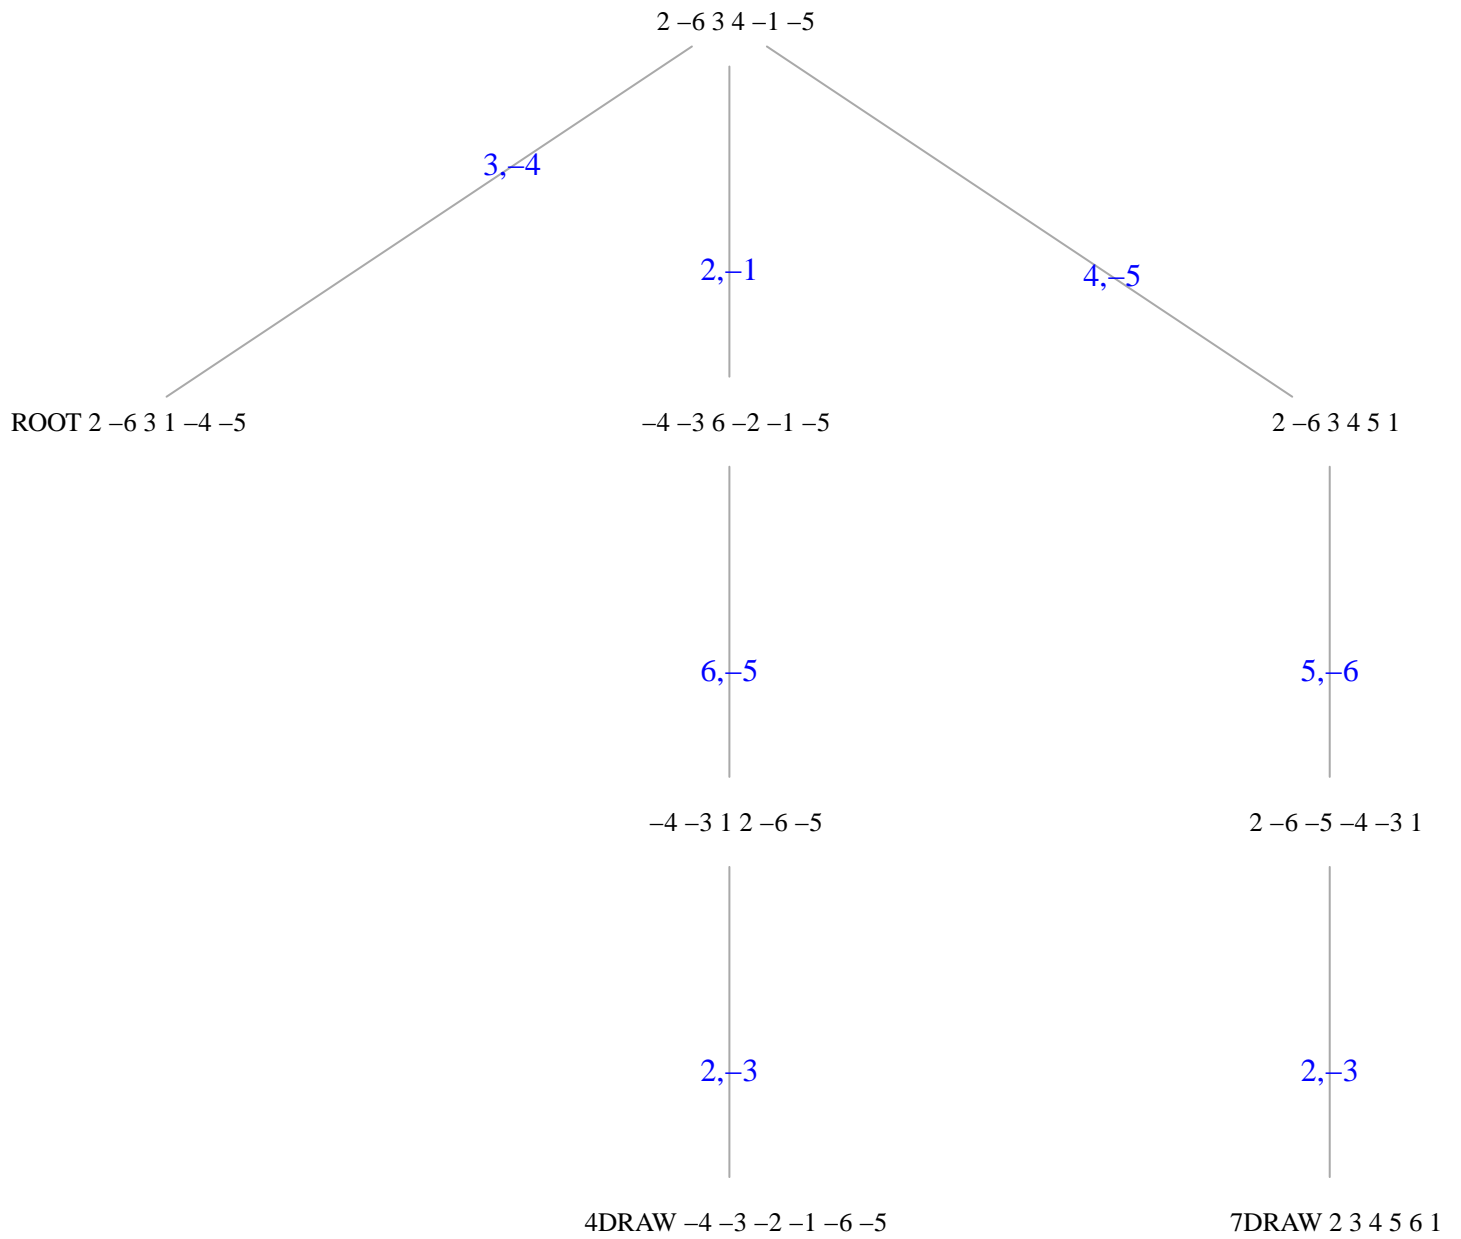 2 –6 3 4 –1 –5
3,–4
2,–1
4,–5
ROOT 2 –6 3 1 –4 –5
–4 –3 6 –2 –1 –5
2 –6 3 4 5 1
6,–5
5,–6
–4 –3 1 2 –6 –5
2 –6 –5 –4 –3 1
2,–3
2,–3
4DRAW –4 –3 –2 –1 –6 –5
7DRAW 2 3 4 5 6 1